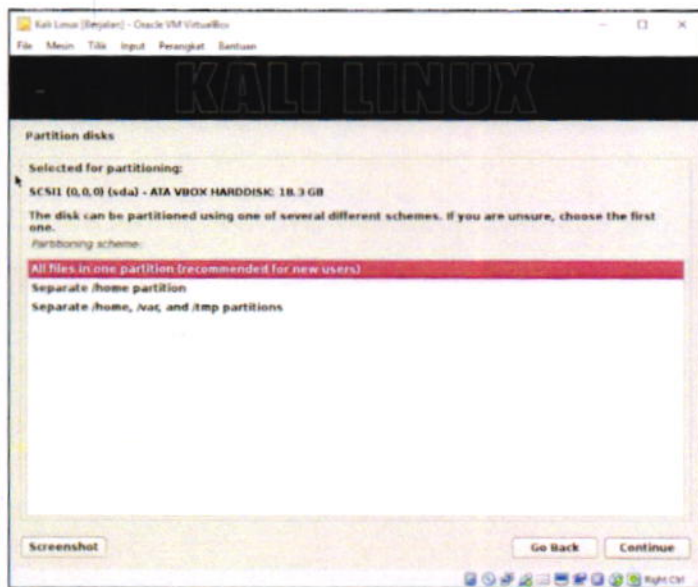 Kali Linux [Berjalan] - Oracle VM VirtualBox
File Mesin Tilik Input Perangkat Bantuan
KALI LINUX
Partition disks
Selected for partitioning:
SCSI1 (0,0,0) (sda) - ATA VBOX HARDDISK: 18.3 GB
The disk can be partitioned using one of several different schemes. If you are unsure, choose the first
one.
Partitioning scheme:
All files in one partition (recommended for new users)
Separate /home partition
Separate /home, /var, and /tmp partitions
Screenshot Go Back Continue
Right Ctrl